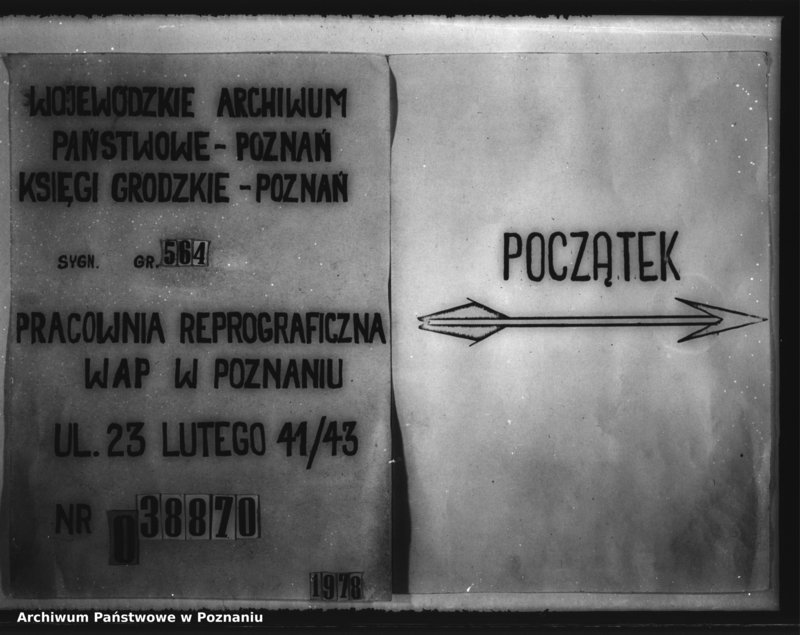 WOJEWÓDZKIE ARCHIWUM
PAŃSTWOWE - POZNAŃ
KSIĘGI GRODZKIE - POZNAŃ
SYGN. GR. 564
PRACOWNIA REPROGRAFICZNA
WAP W POZNANIU
UL. 23 LUTEGO 41/43
NR 038870
1978
POCZĄTEK
Archiwum Państwowe w Poznaniu